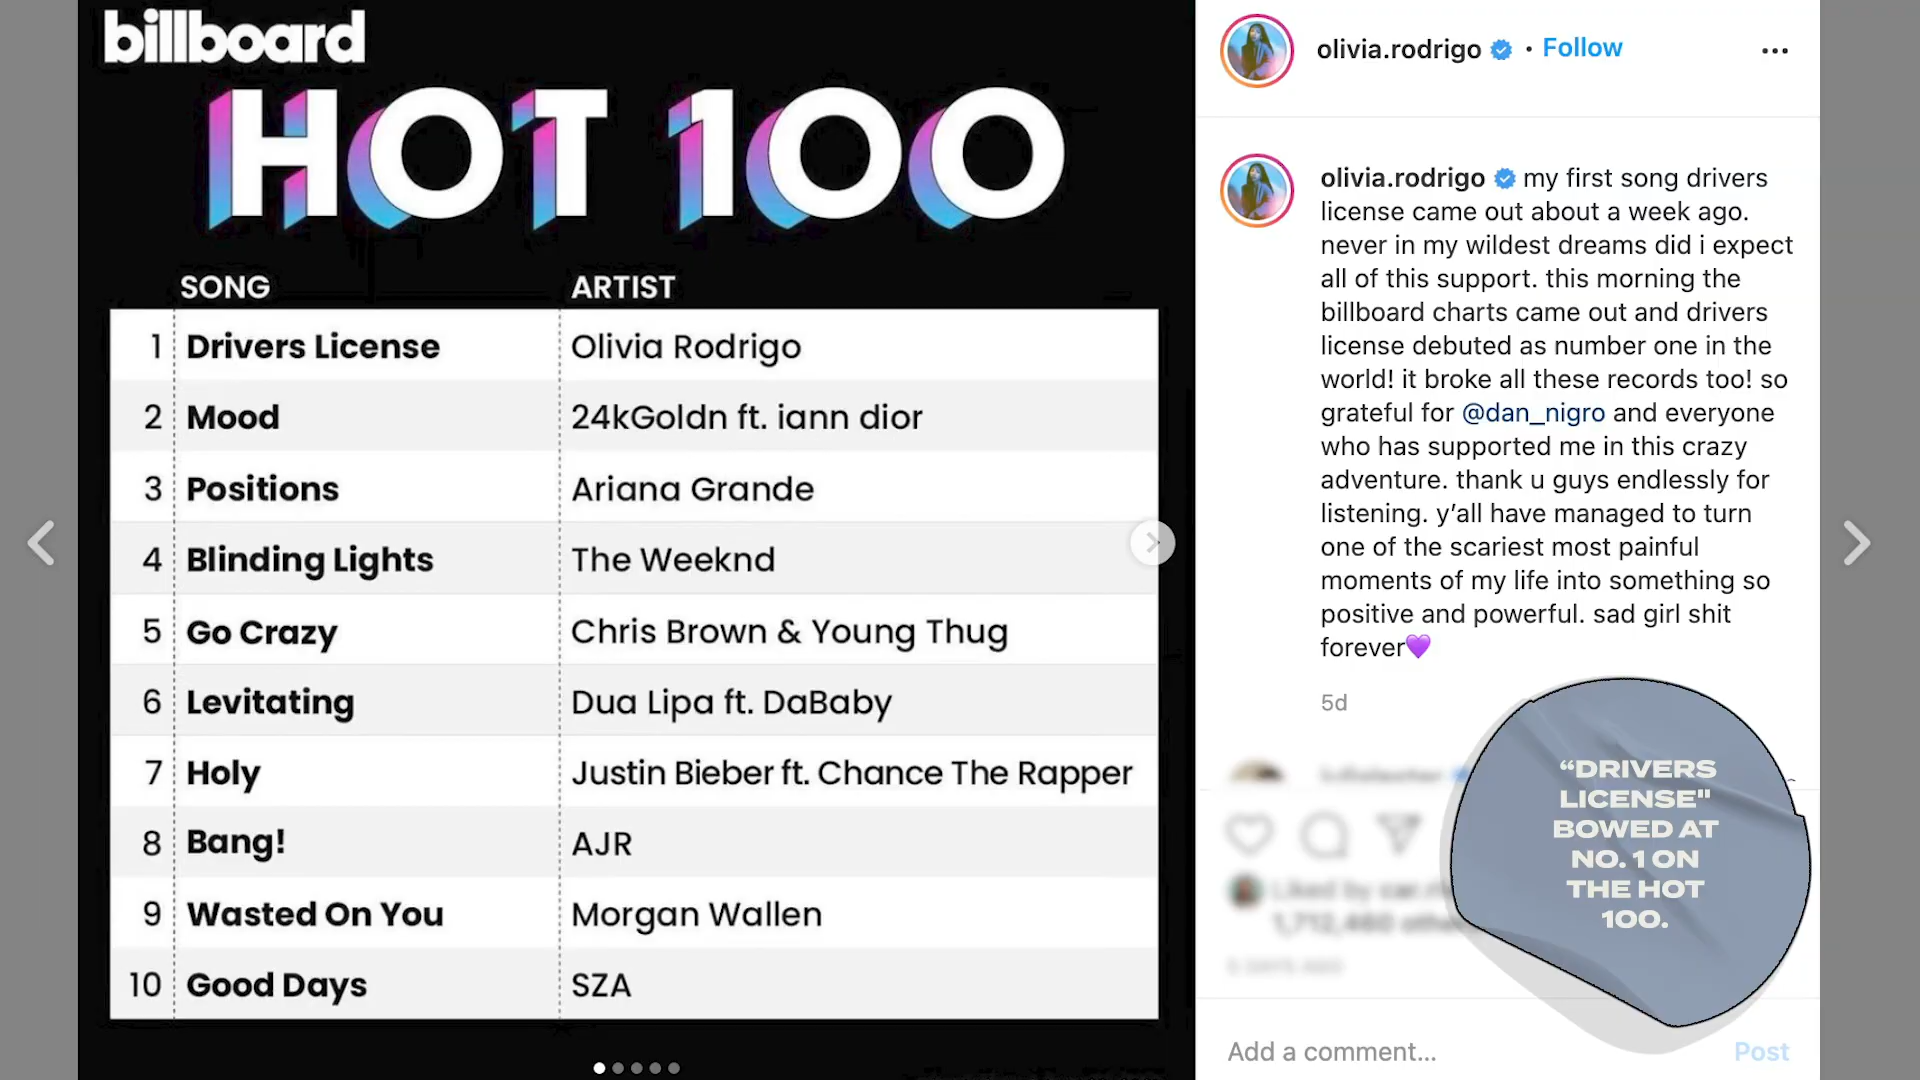 billboard
HOT 100
SONG ARTIST
1 Drivers License Olivia Rodrigo
2 Mood 24kGoldn ft. iann dior
3 Positions Ariana Grande
4 Blinding Lights The Weeknd
5 Go Crazy Chris Brown & Young Thug
6 Levitating Dua Lipa ft. DaBaby
7 Holy Justin Bieber ft. Chance The Rapper
8 Bang! AJR
9 Wasted On You Morgan Wallen
10 Good Days SZA
olivia.rodrigo • Follow
olivia.rodrigo my first song drivers
license came out about a week ago.
never in my wildest dreams did i expect
all of this support. this morning the
billboard charts came out and drivers
license debuted as number one in the
world! it broke all these records too! so
grateful for @dan_nigro and everyone
who has supported me in this crazy
adventure. thank u guys endlessly for
listening. y’all have managed to turn
one of the scariest most painful
moments of my life into something so
positive and powerful. sad girl shit
forever💜
5d
Liked by
1,712,460
5 DAYS AGO
“DRIVERS
LICENSE"
BOWED AT
NO. 1 ON
THE HOT
100.
Add a comment... Post